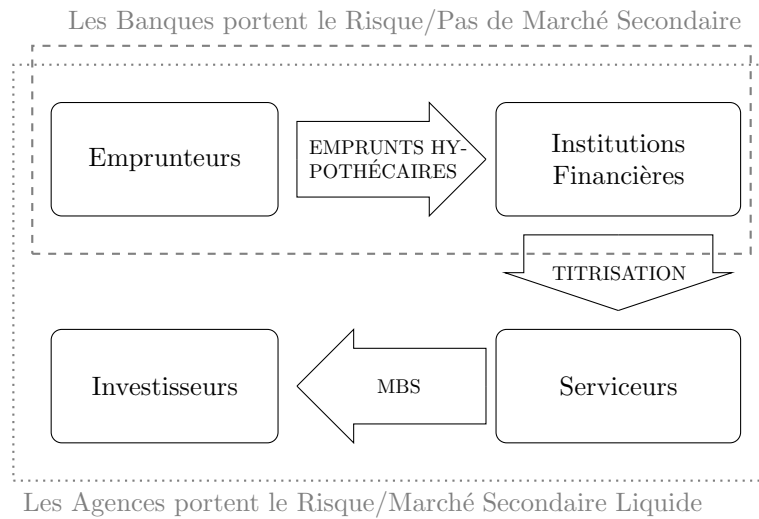 Les Banques portent le Risque/Pas de Marché Secondaire
Emprunteurs
EMPRUNTS HY-
POTHÉCAIRES
Institutions
Financières
TITRISATION
Investisseurs
MBS
Serviceurs
Les Agences portent le Risque/Marché Secondaire Liquide